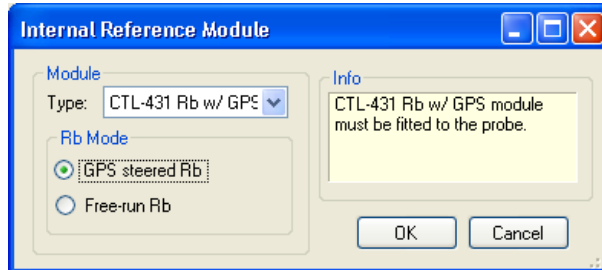 Internal Reference Module
Module
Type: CTL-431 Rb w/ GPS
Rb Mode
GPS steered Rb
Free-run Rb
Info
CTL-431 Rb w/ GPS module
must be fitted to the probe.
OK Cancel